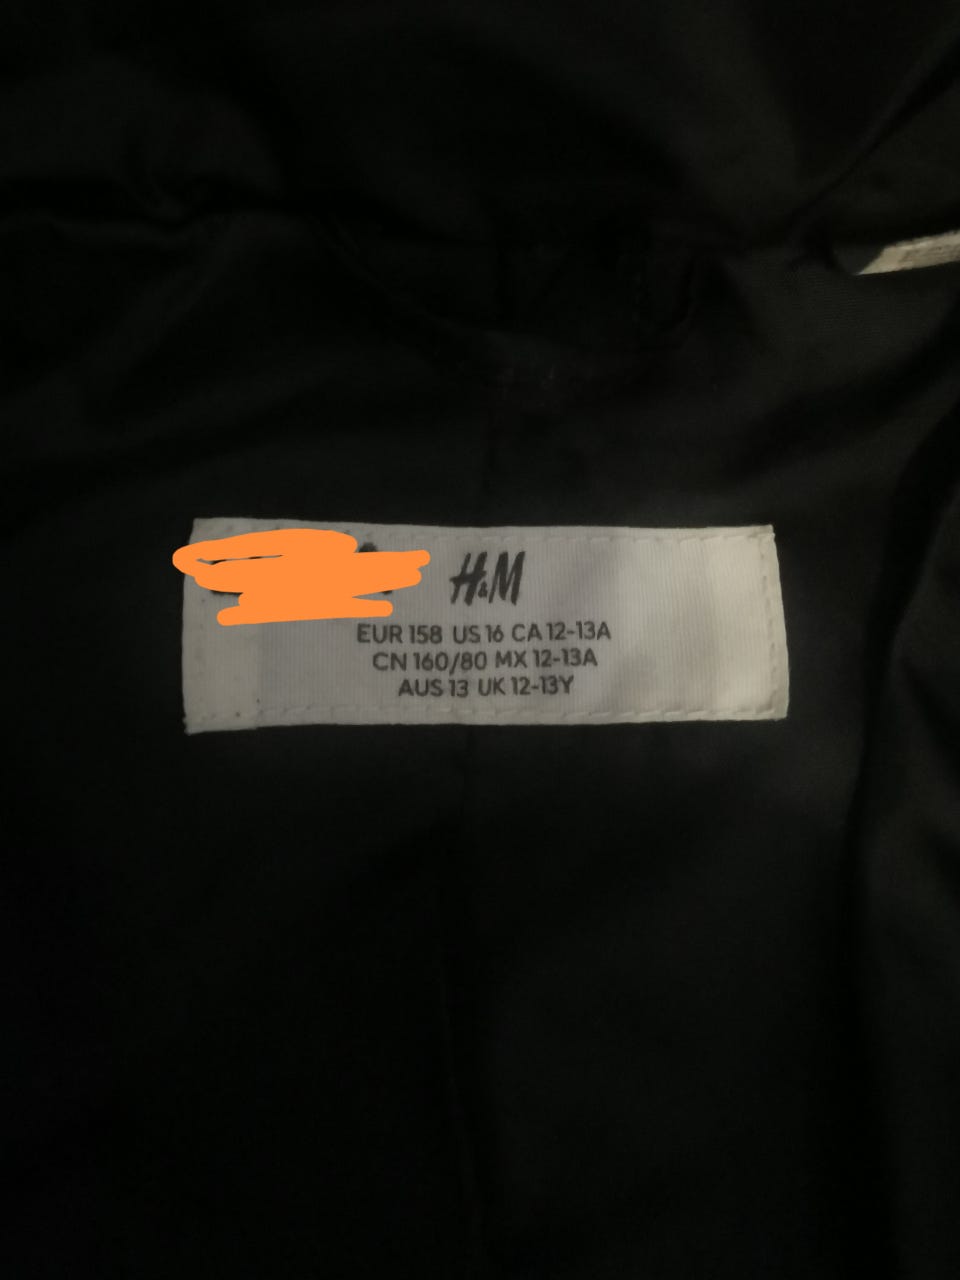 H&M
EUR 158 US 16 CA 12-13A
CN 160/80 MX 12-13A
AUS 13 UK 12-13Y